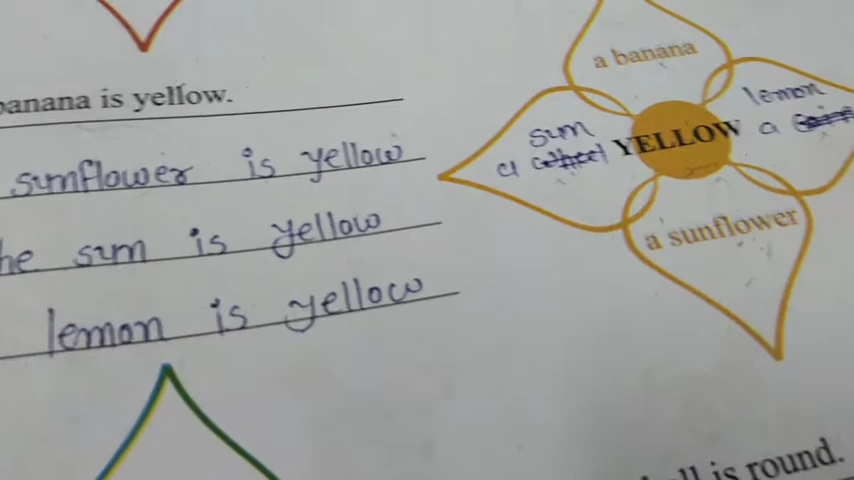 banana is yellow.
sunflower is yellow
he sun is yellow
lemon is yellow
a banana
sun
a
YELLOW
lemon
a
a sunflower
is round.